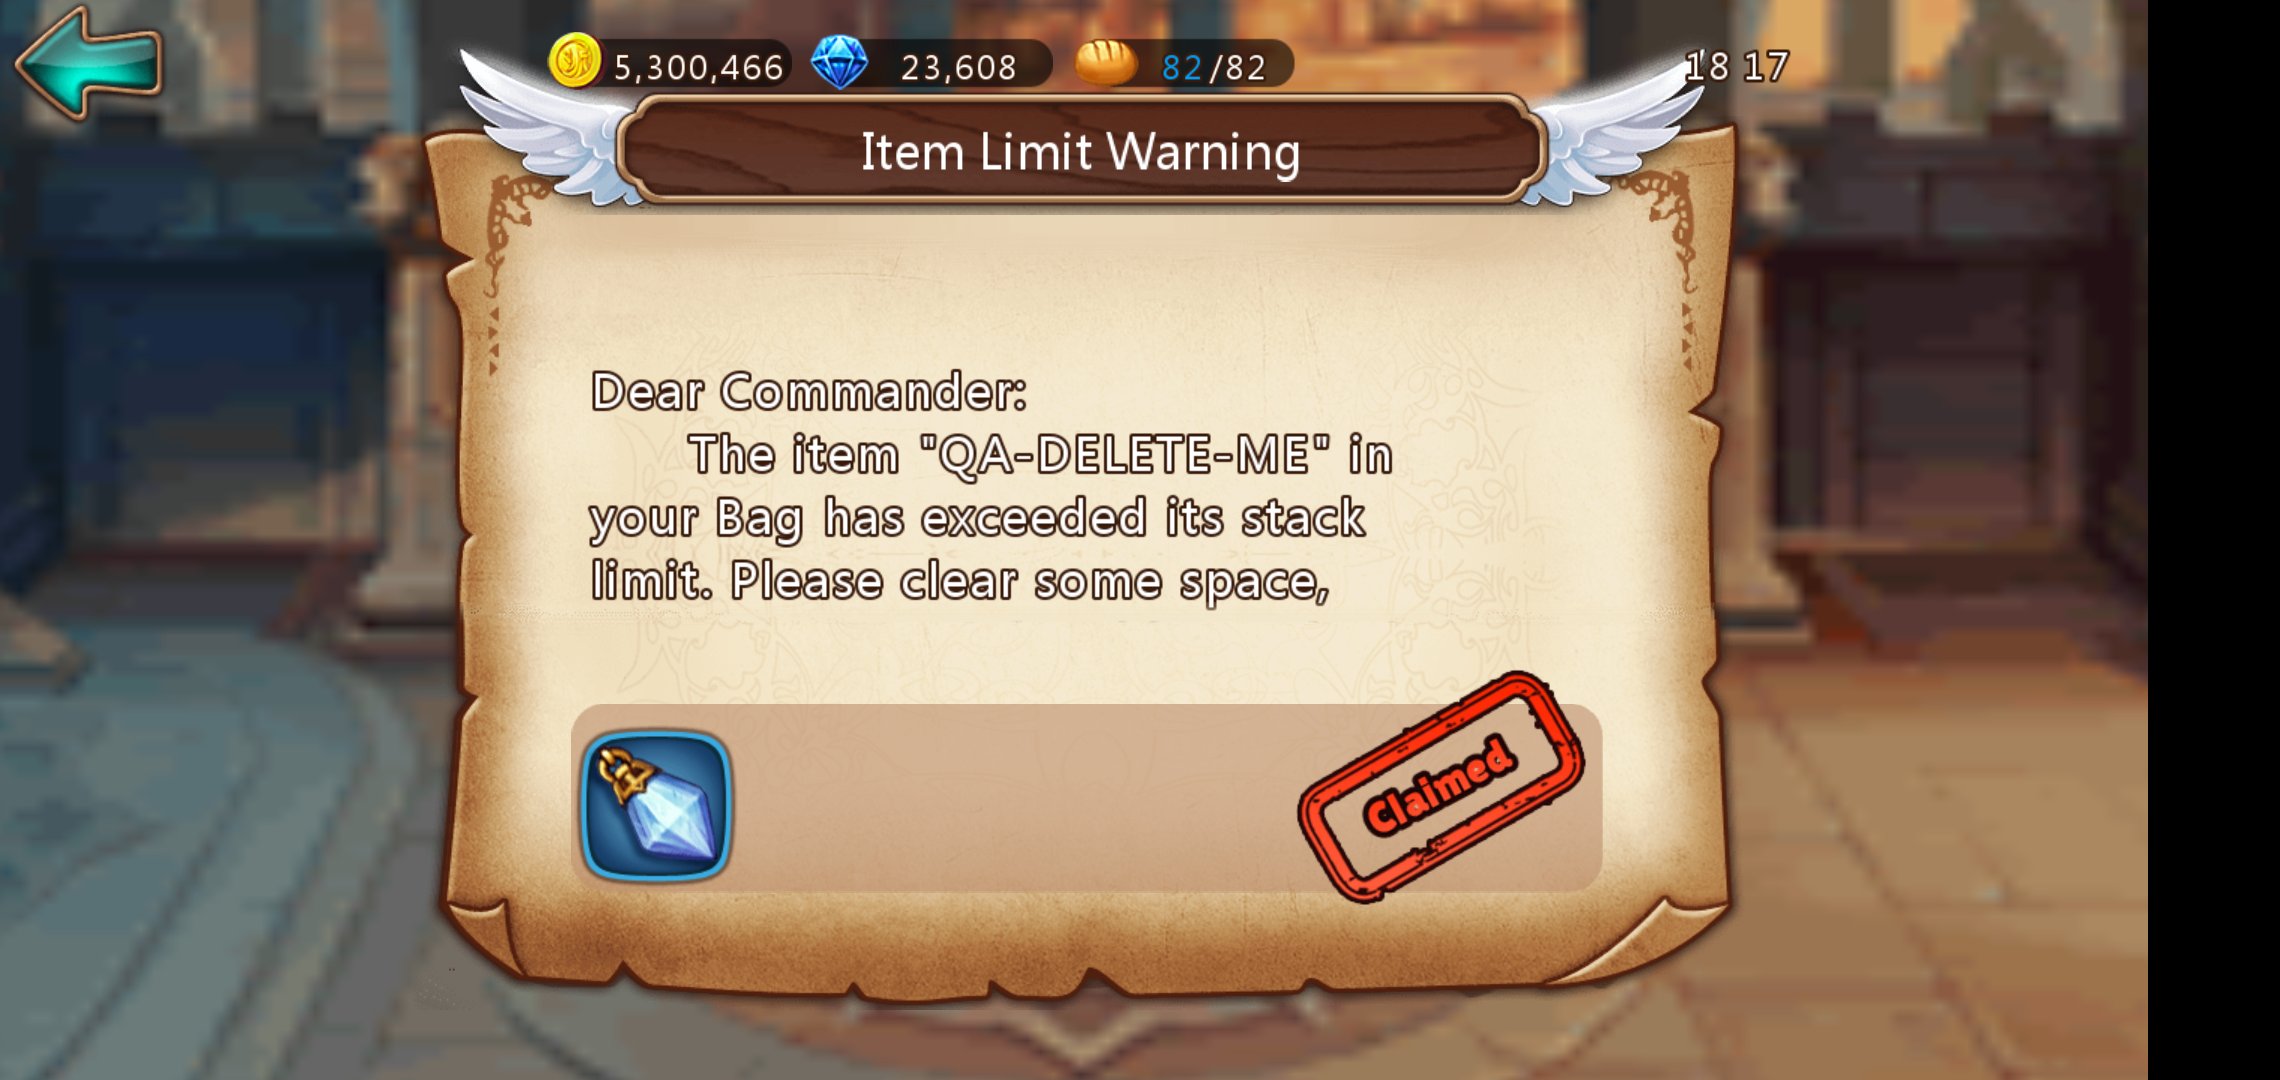 5,300,466 23,608 82/82 18 17
Item Limit Warning
Dear Commander:
The item "QA-DELETE-ME" in
your Bag has exceeded its stack
limit. Please clear some space,
Claimed